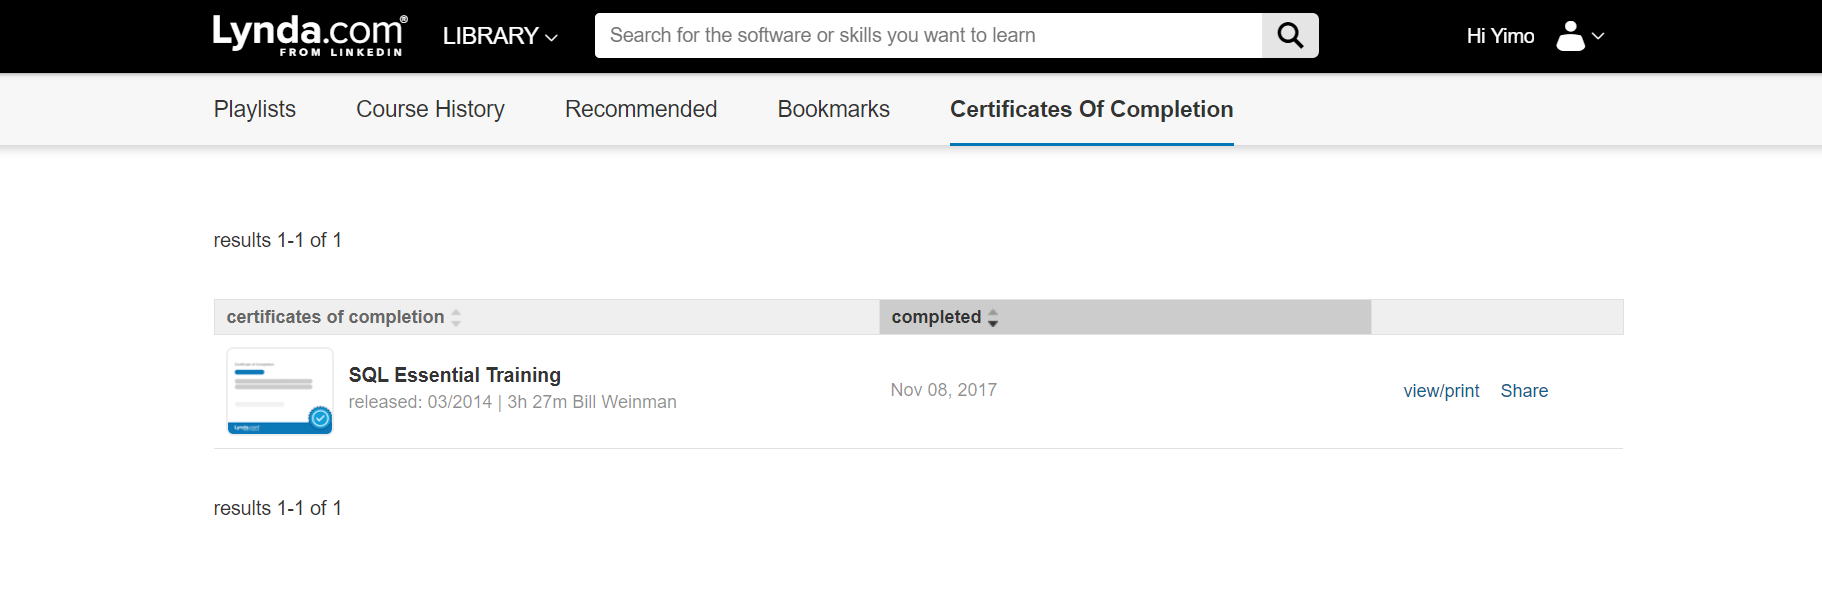 Lynda.com®
FROM LINKEDIN
LIBRARY
Search for the software or skills you want to learn
Hi Yimo
Playlists
Course History
Recommended
Bookmarks
Certificates Of Completion
results 1-1 of 1
certificates of completion
completed
SQL Essential Training
released: 03/2014 | 3h 27m Bill Weinman
Nov 08, 2017
view/print
Share
results 1-1 of 1